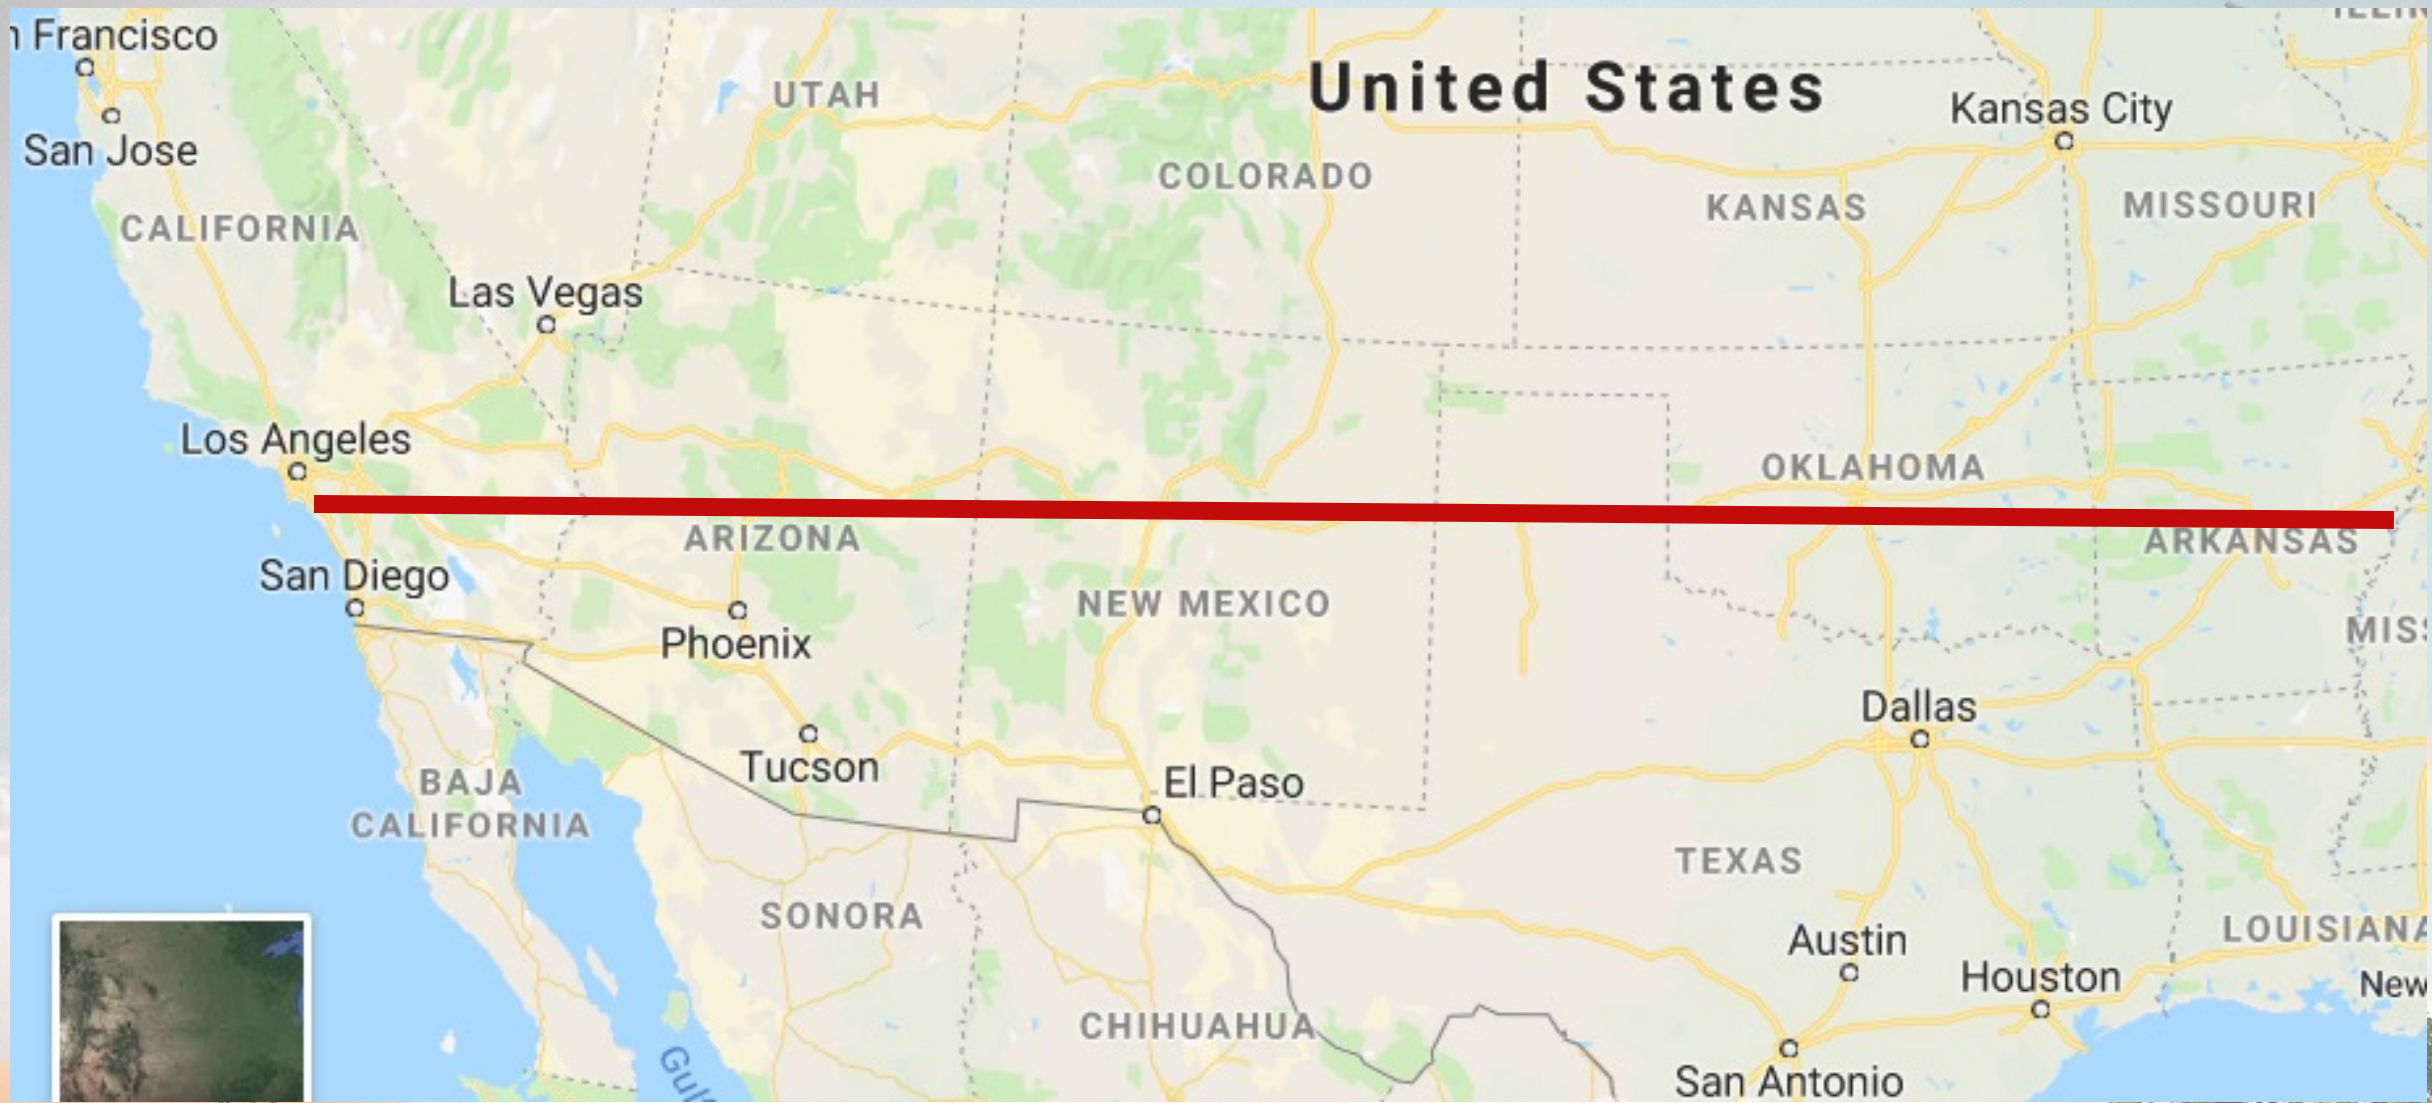 Francisco
San Jose
CALIFORNIA
UTAH
United States
COLORADO
Kansas City
KANSAS
MISSOURI
Las Vegas
Los Angeles
OKLAHOMA
ARIZONA
ARKANSAS
San Diego
NEW MEXICO
Phoenix
MIS
Dallas
Tucson
El Paso
BAJA
CALIFORNIA
TEXAS
SONORA
Austin
LOUISIANA
Houston
New
CHIHUAHUA
Gulf
San Antonio